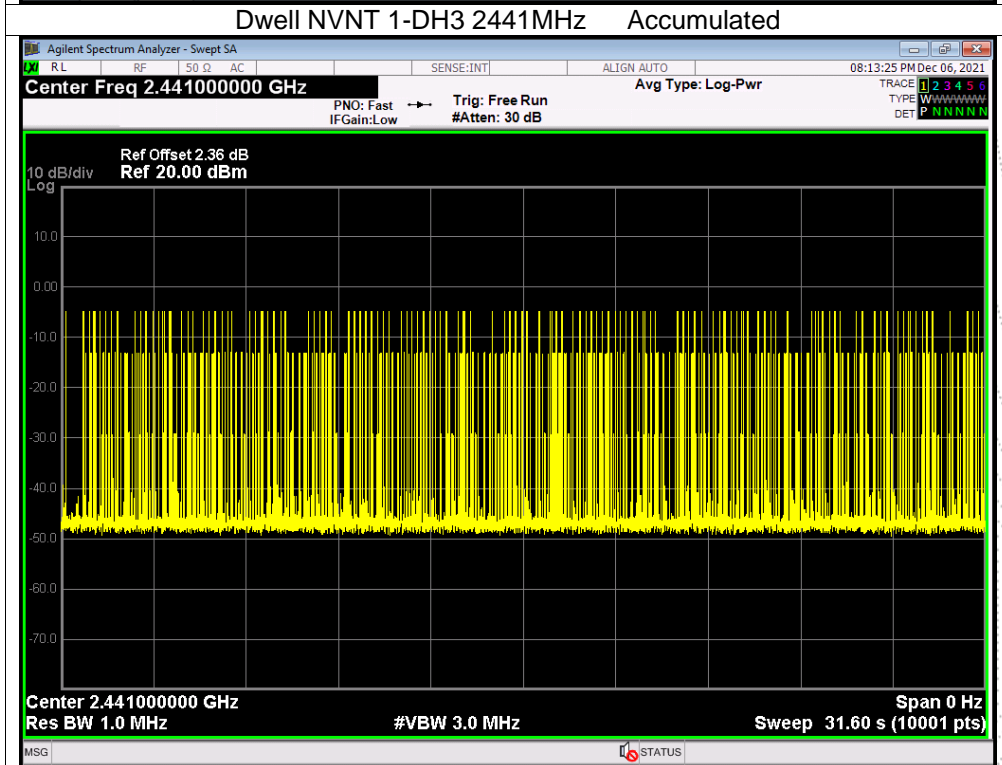 Dwell NVNT 1-DH3 2441MHz Accumulated
Agilent Spectrum Analyzer - Swept SA
LXI RL RF 50 Ω AC SENSE:INT ALIGN AUTO 08:13:25 PM Dec 06, 2021
Center Freq 2.441000000 GHz Avg Type: Log-Pwr TRACE 1 2 3 4 5 6
PNO: Fast Trig: Free Run TYPE WWWWWW
IFGain:Low #Atten: 30 dB DET P N N N N N
Ref Offset 2.36 dB
10 dB/div Ref 20.00 dBm
Log
10.0
0.00
-10.0
-20.0
-30.0
-40.0
-50.0
-60.0
-70.0
Center 2.441000000 GHz Span 0 Hz
Res BW 1.0 MHz #VBW 3.0 MHz Sweep 31.60 s (10001 pts)
MSG STATUS